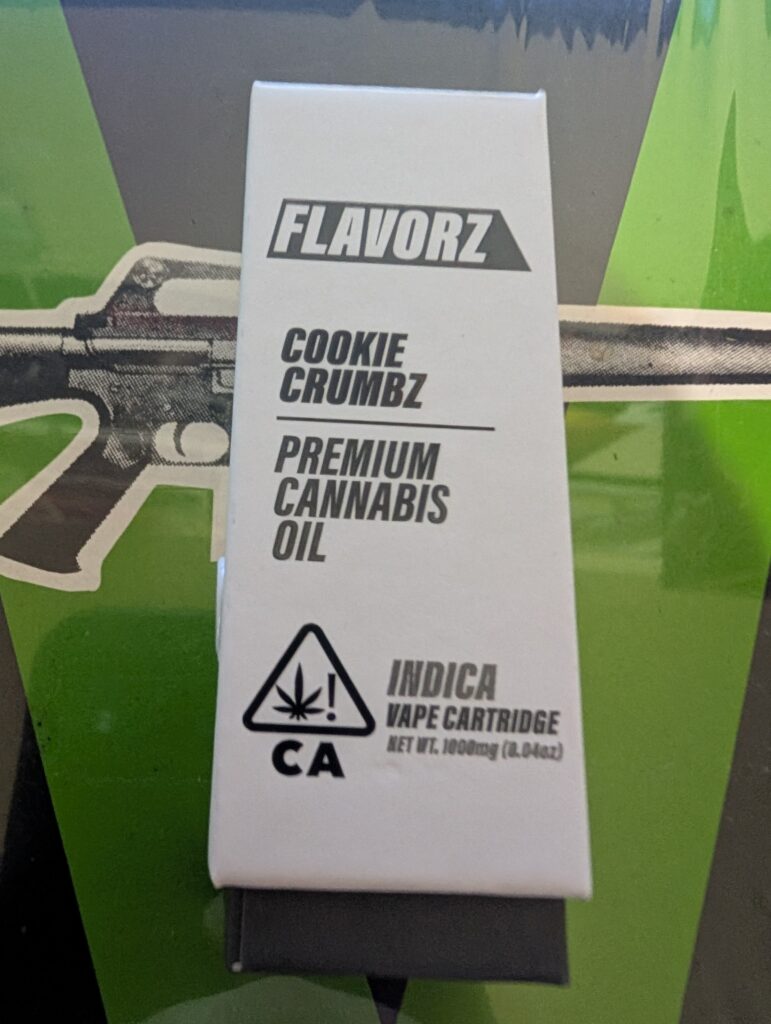 FLAVORZ
COOKIE
CRUMBZ
PREMIUM
CANNABIS
OIL
INDICA
VAPE CARTRIDGE
NET WT. 1000mg (0.04oz)
!
CA